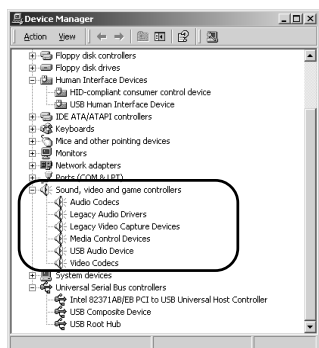 Device Manager
Action View
Floppy disk controllers
Floppy disk drives
Human Interface Devices
HID-compliant consumer control device
USB Human Interface Device
IDE ATA/ATAPI controllers
Keyboards
Mice and other pointing devices
Monitors
Network adapters
Ports (COM & LPT)
Sound, video and game controllers
Audio Codecs
Legacy Audio Drivers
Legacy Video Capture Devices
Media Control Devices
USB Audio Device
Video Codecs
System devices
Universal Serial Bus controllers
Intel 82371AB/EB PCI to USB Universal Host Controller
USB Composite Device
USB Root Hub